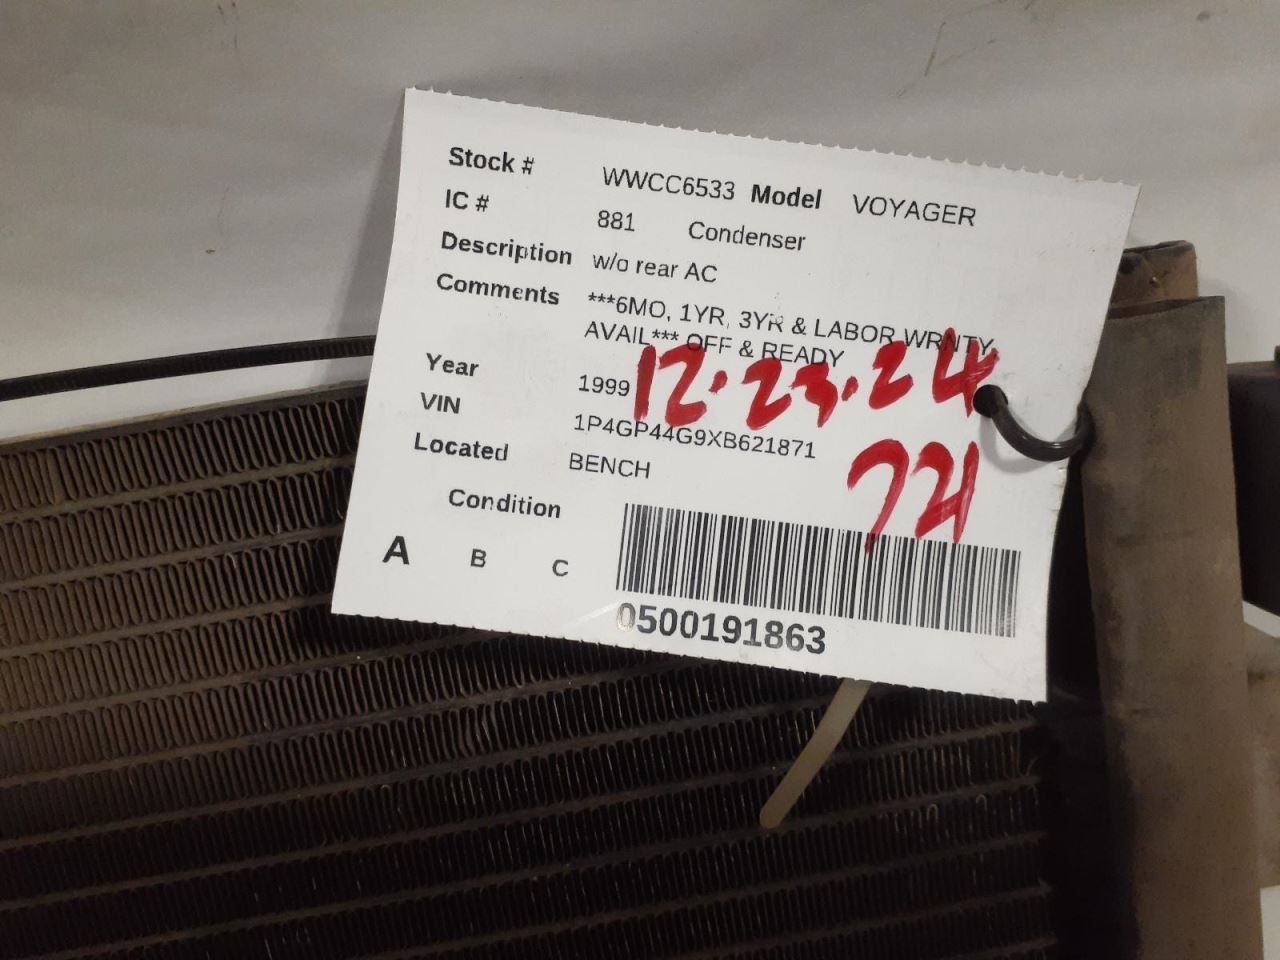 Stock # WWCC6533 Model VOYAGER
IC # 881 Condenser
Description w/o rear AC
Comments ***6MO, 1YR, 3YR & LABOR WRNTY
AVAIL*** OFF & READY
12.23.24
Year 1999
VIN 1P4GP44G9XB621871
Located BENCH
721
Condition
A B C
0500191863